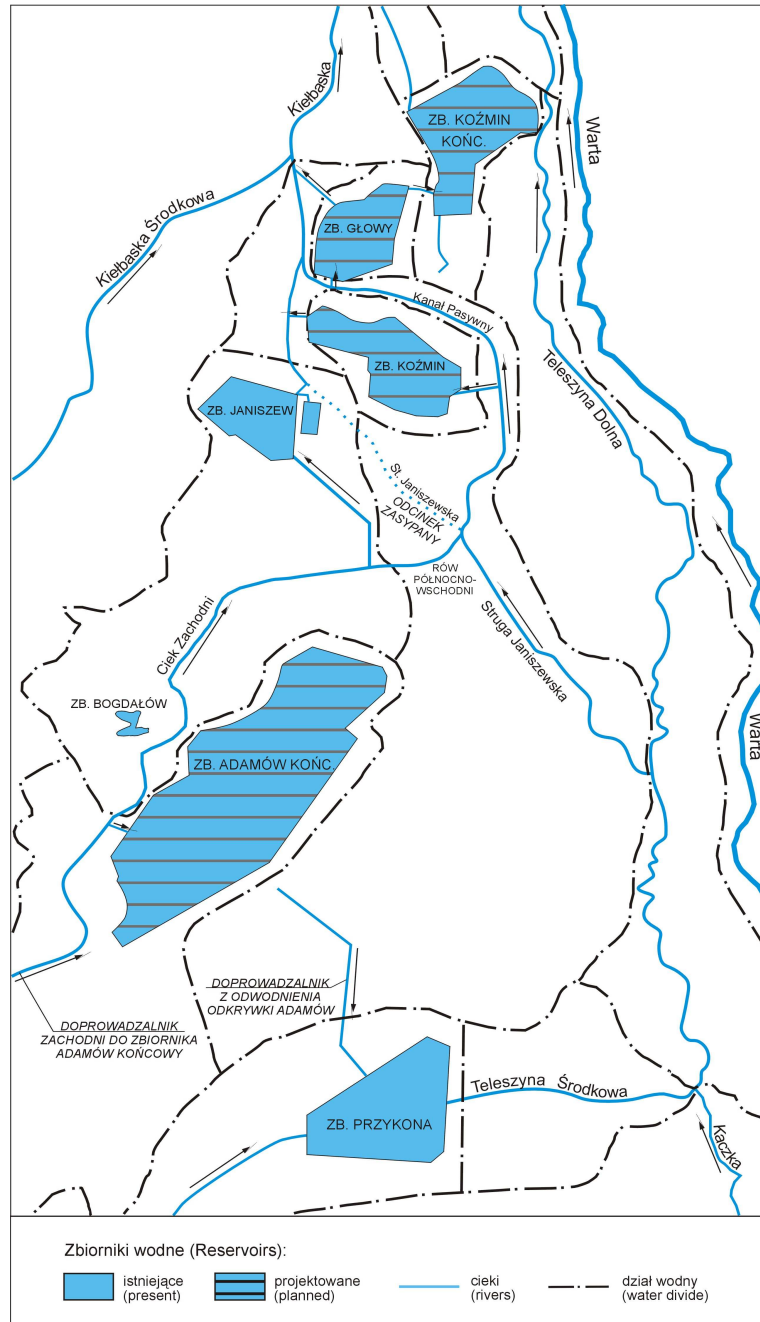 Kiełbaska
ZB. KOŹMIN
KOŃC.
Warta
Kiełbaska Środkowa
ZB. GŁOWY
Kanał Pasywny
ZB. KOŹMIN
Teleszyna Dolna
ZB. JANISZEW
St. Janiszewska
ODCINEK
ZASYPANY
RÓW
PÓŁNOCNO-
WSCHODNI
Ciek Zachodni
Struga Janiszewska
ZB. BOGDAŁÓW
Warta
ZB. ADAMÓW KOŃC.
DOPROWADZALNIK
Z ODWODNIENIA
ODKRYWKI ADAMÓW
DOPROWADZALNIK
ZACHODNI DO ZBIORNIKA
ADAMÓW KOŃCOWY
Teleszyna Środkowa
ZB. PRZYKONA
Kaczka
Zbiorniki wodne (Reservoirs):
istniejące
(present)
projektowane
(planned)
cieki
(rivers)
dział wodny
(water divide)